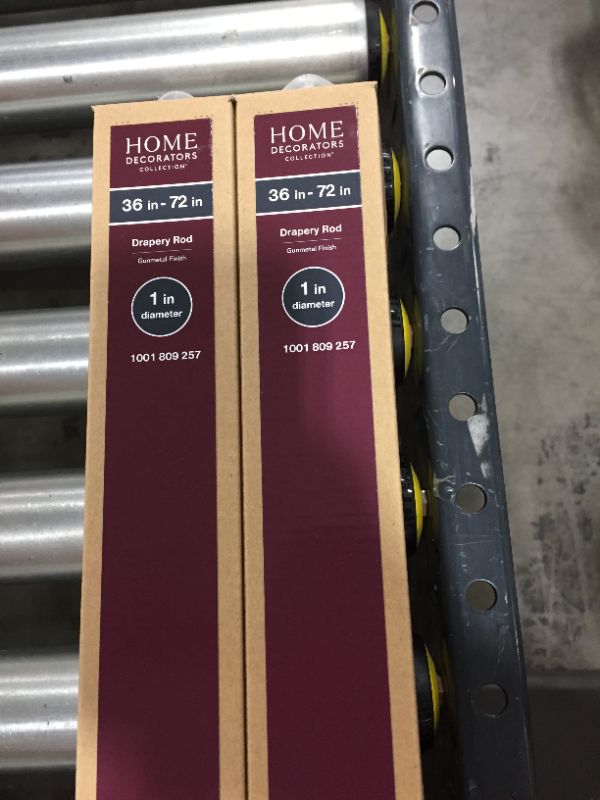 HOME
DECORATORS
COLLECTION
36 in - 72 in
Drapery Rod
Gunmetal Finish
1 in
diameter
1001 809 257
HOME
DECORATORS
COLLECTION
36 in - 72 in
Drapery Rod
Gunmetal Finish
1 in
diameter
1001 809 257